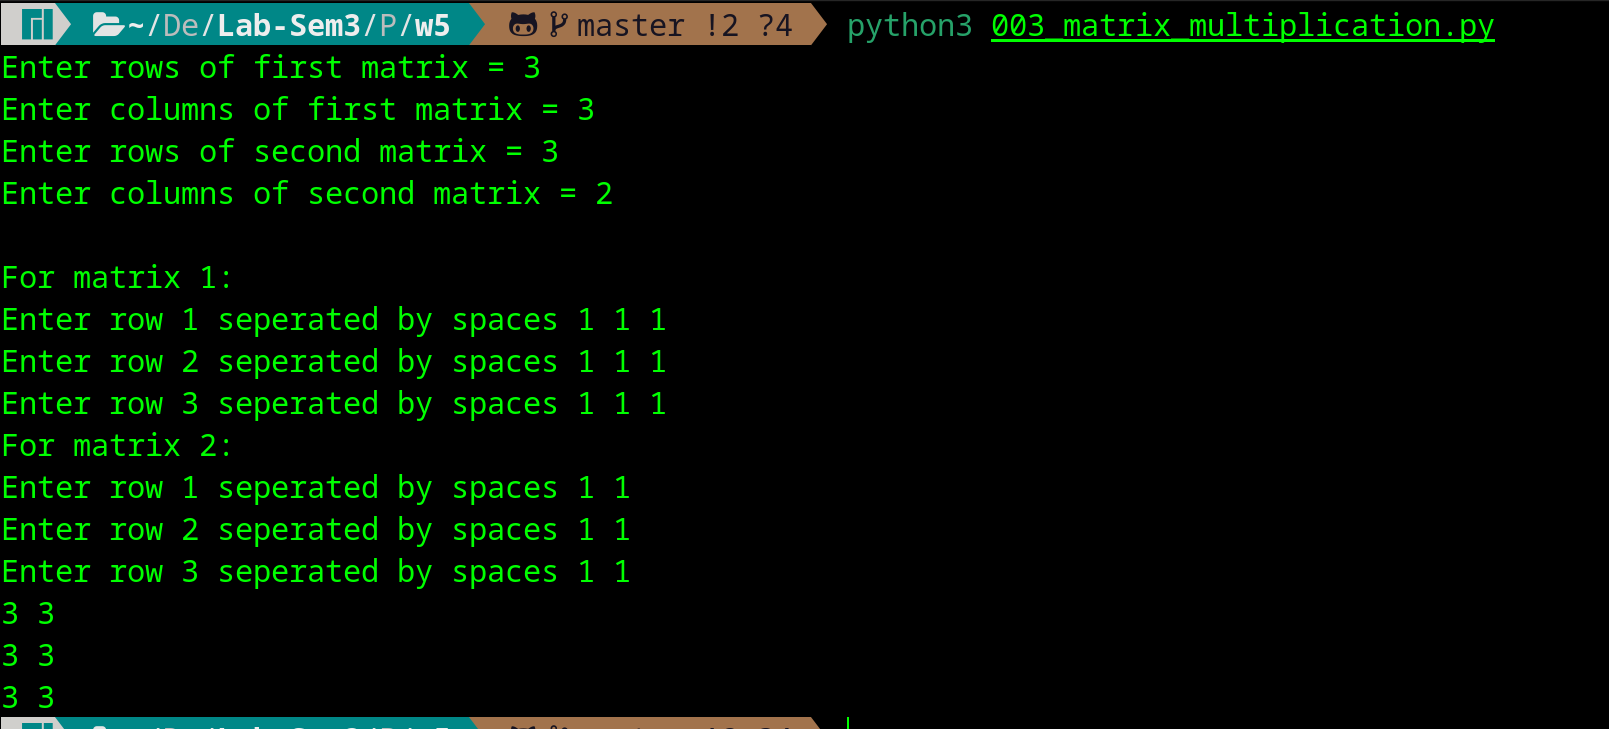 ~/De/Lab-Sem3/P/w5 master !2 ?4 python3 003_matrix_multiplication.py
Enter rows of first matrix = 3
Enter columns of first matrix = 3
Enter rows of second matrix = 3
Enter columns of second matrix = 2
For matrix 1:
Enter row 1 seperated by spaces 1 1 1
Enter row 2 seperated by spaces 1 1 1
Enter row 3 seperated by spaces 1 1 1
For matrix 2:
Enter row 1 seperated by spaces 1 1
Enter row 2 seperated by spaces 1 1
Enter row 3 seperated by spaces 1 1
3 3
3 3
3 3